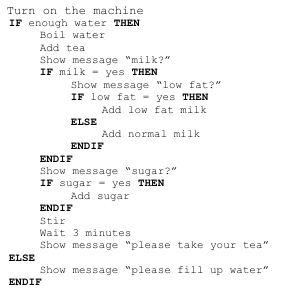 Turn on the machine
IF enough water THEN
Boil water
Add tea
Show message “milk?”
IF milk = yes THEN
Show message “low fat?”
IF low fat = yes THEN
Add low fat milk
ELSE
Add normal milk
ENDIF
ENDIF
Show message “sugar?”
IF sugar = yes THEN
Add sugar
ENDIF
Stir
Wait 3 minutes
Show message “please take your tea”
ELSE
Show message “please fill up water”
ENDIF